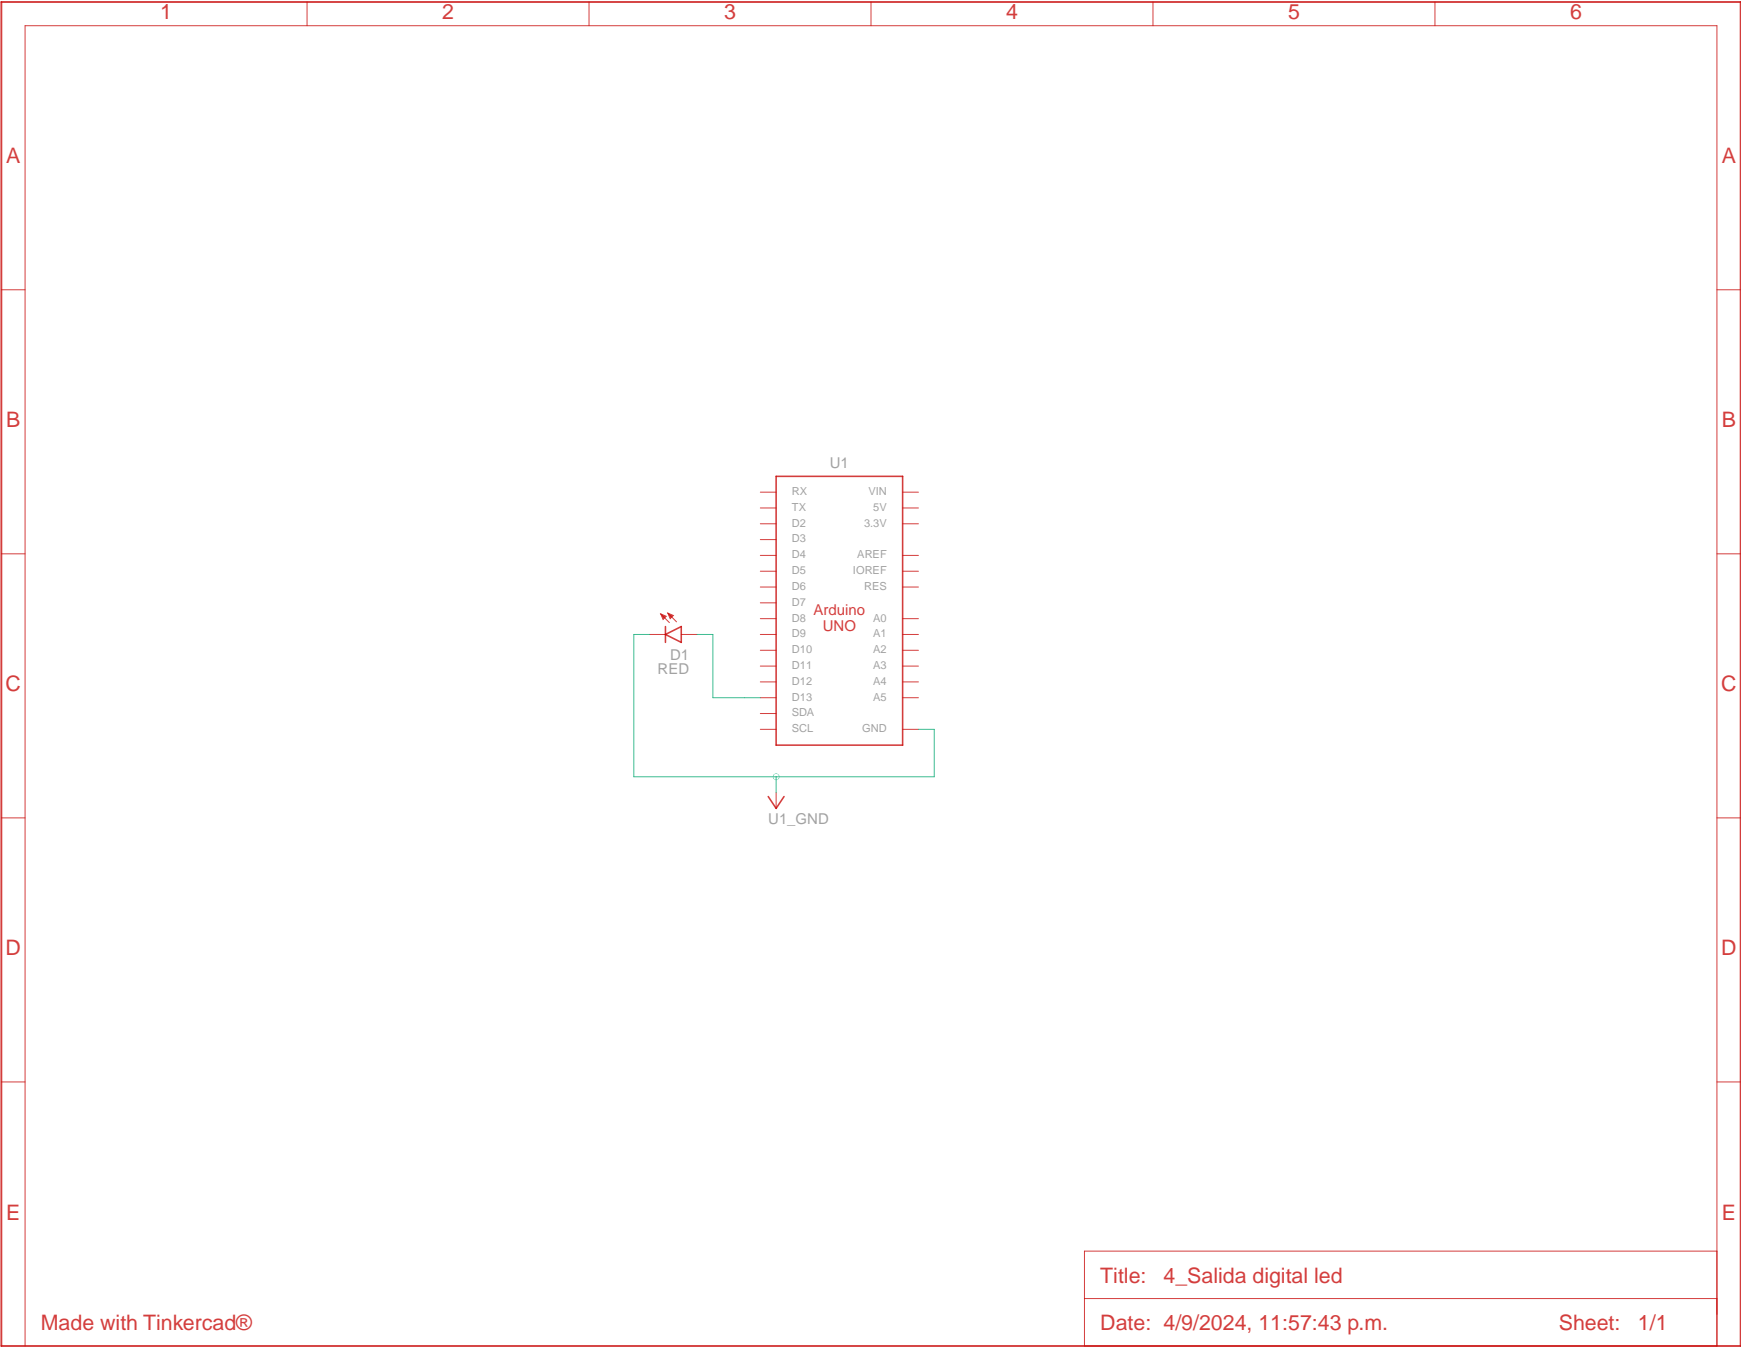 1 2 3 4 5 6
A A
B B
C C
D D
E E
U1
RX VIN
TX 5V
D2 3.3V
D3
D4 AREF
D5 IOREF
D6 RES
D7
Arduino
UNO
D8 A0
D9 A1
D10 A2
D11 A3
D12 A4
D13 A5
SDA
SCL GND
D1
RED
U1_GND
Title: 4_Salida digital led
Date: 4/9/2024, 11:57:43 p.m. Sheet: 1/1
Made with Tinkercad®